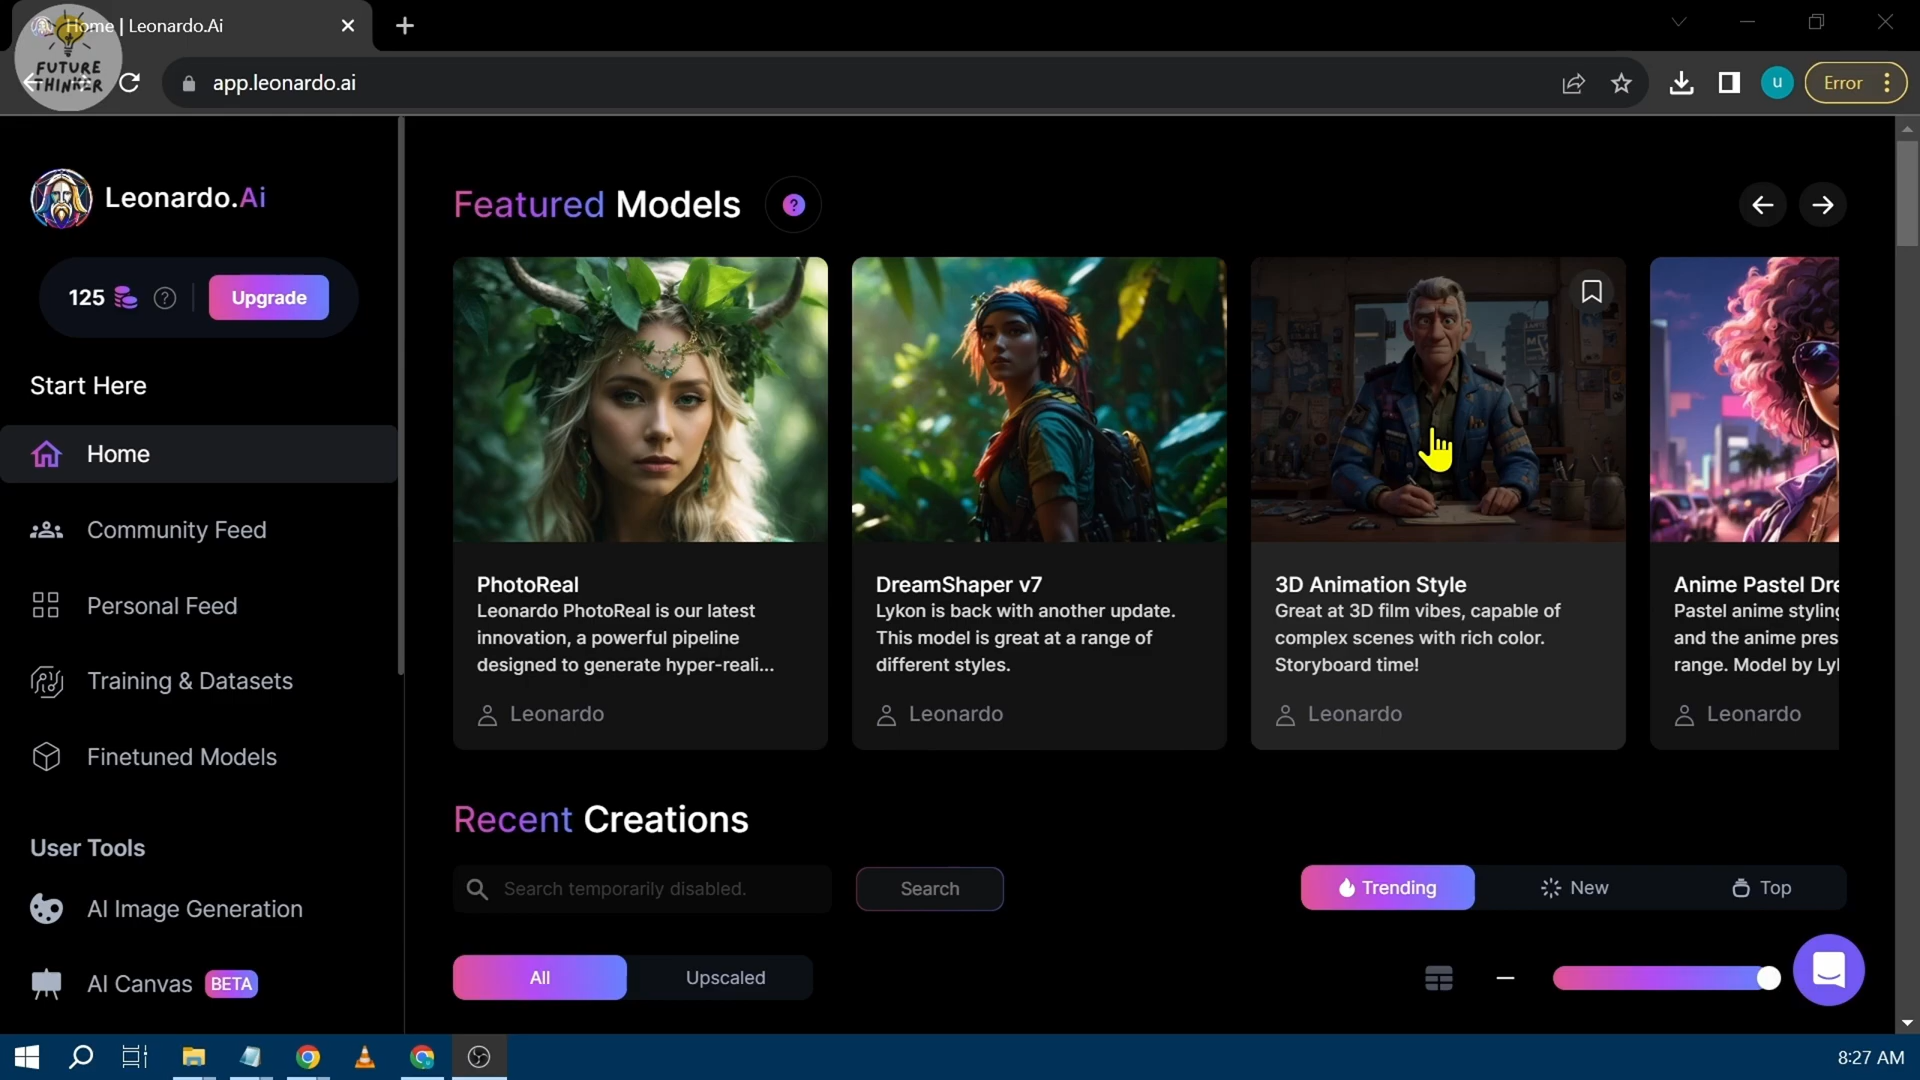 Home | Leonardo.Ai
FUTURE
THINKER
app.leonardo.ai
u
Error
Leonardo.Ai
125
Upgrade
Start Here
Home
Community Feed
Personal Feed
Training & Datasets
Finetuned Models
User Tools
AI Image Generation
AI Canvas BETA
Featured Models ?
PhotoReal
Leonardo PhotoReal is our latest
innovation, a powerful pipeline
designed to generate hyper-reali...
Leonardo
DreamShaper v7
Lykon is back with another update.
This model is great at a range of
different styles.
Leonardo
3D Animation Style
Great at 3D film vibes, capable of
complex scenes with rich color.
Storyboard time!
Leonardo
Anime Pastel Dre
Pastel anime styling
and the anime pres
range. Model by Lyk
Leonardo
Recent Creations
Search temporarily disabled.
Search
Trending
New
Top
All
Upscaled
8:27 AM